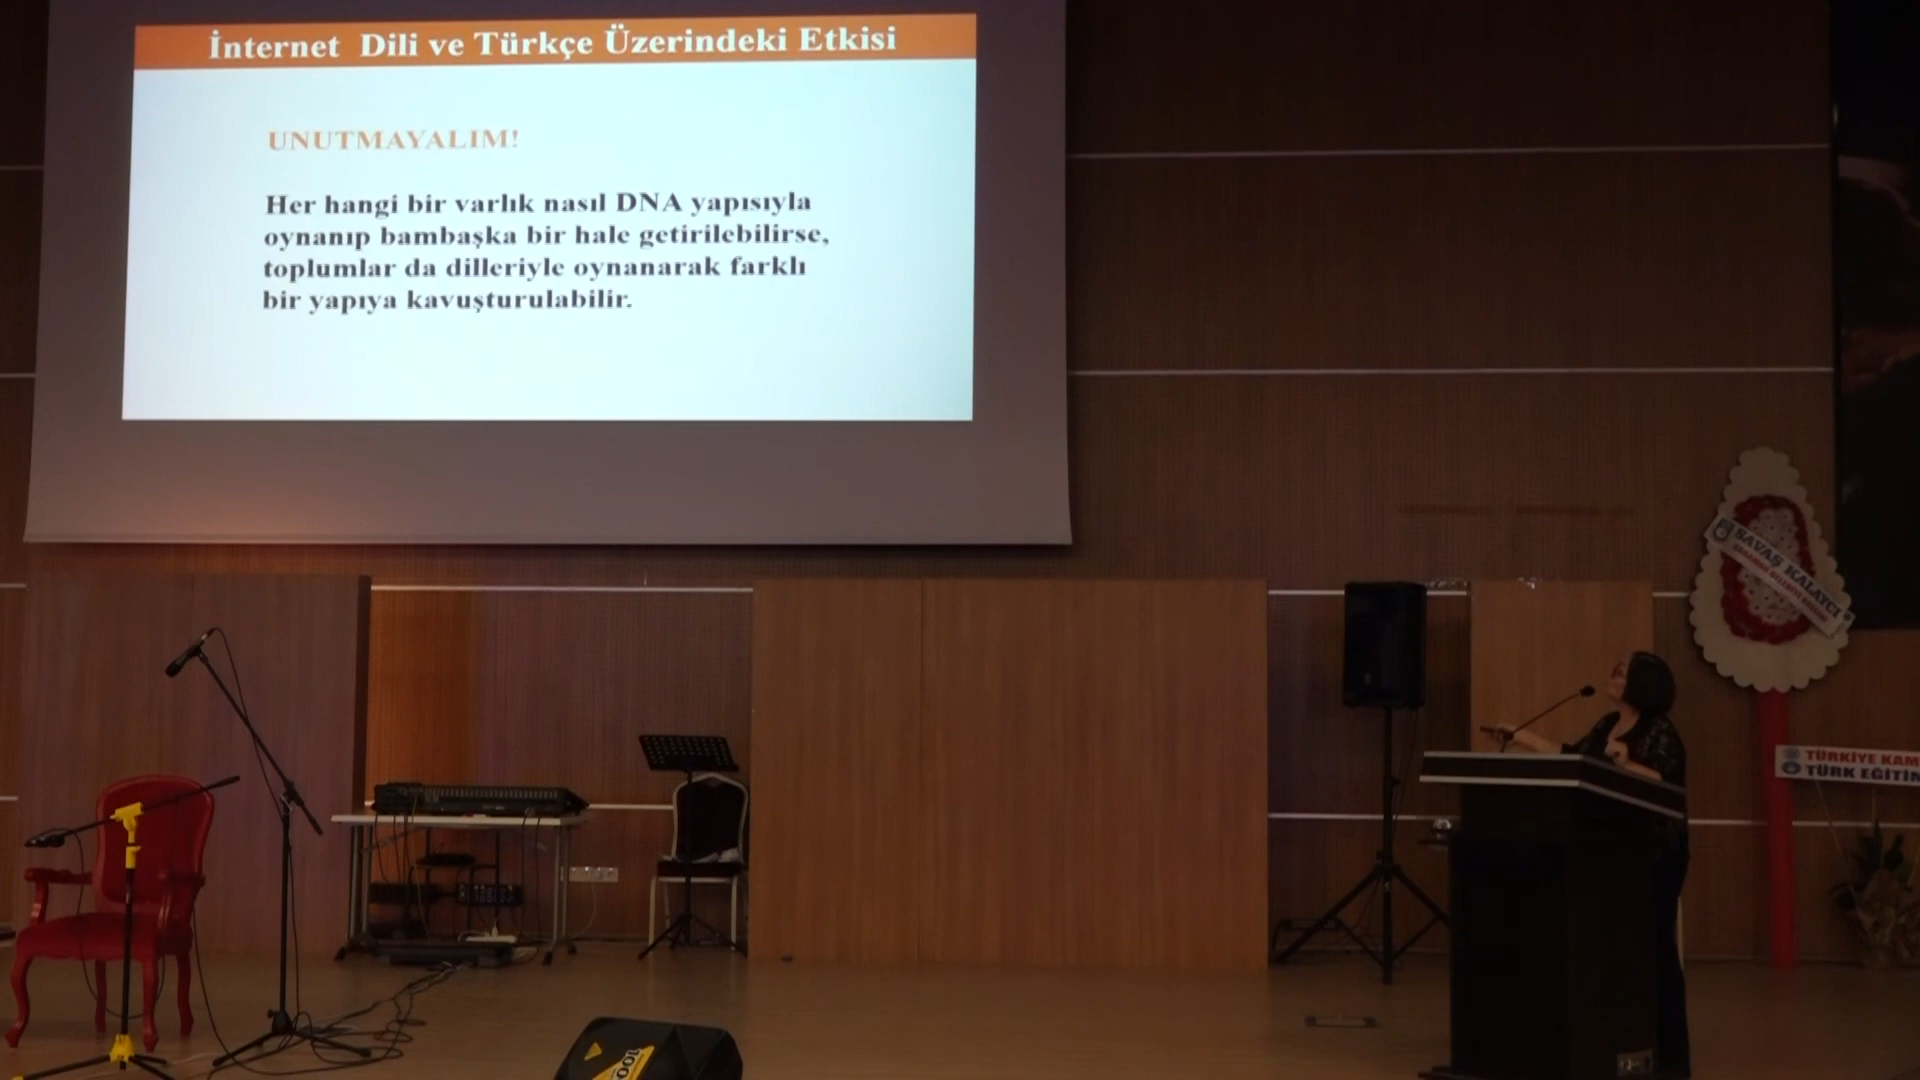 İnternet Dili ve Türkçe Üzerindeki Etkisi
UNUTMAYALIM!
Her hangi bir varlık nasıl DNA yapısıyla
oynanıp bambaşka bir hale getirilebilirse,
toplumlar da dilleriyle oynanarak farklı
bir yapıya kavuşturulabilir.
SAVAŞ KALAYCI
TÜRKİYE KAM
TÜRK EĞİTİM